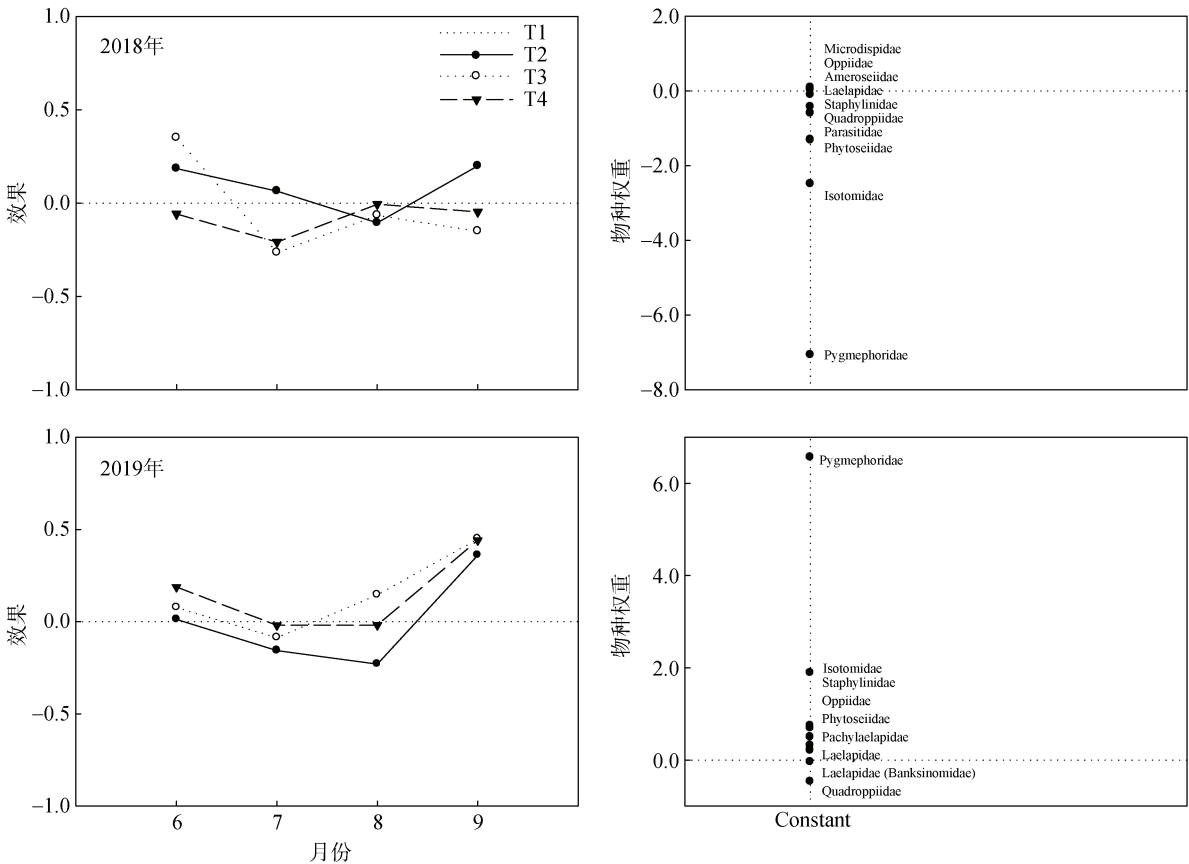 1.0
0.5
0.0
−0.5
−1.0
效果
2018年
T1
T2
T3
T4
2.0
0.0
−2.0
−4.0
−6.0
−8.0
物种权重
Microdispidae
Oppiidae
Ameroseiidae
Laelapidae
Staphylinidae
Quadroppiidae
Parasitidae
Phytoseiidae
Isotomidae
Pygmephoridae
1.0
0.5
0.0
−0.5
−1.0
效果
2019年
6 7 8 9
月份
6.0
4.0
2.0
0.0
物种权重
Pygmephoridae
Isotomidae
Staphylinidae
Oppiidae
Phytoseiidae
Pachylaelapidae
Laelapidae
Laelapidae (Banksinomidae)
Quadroppiidae
Constant